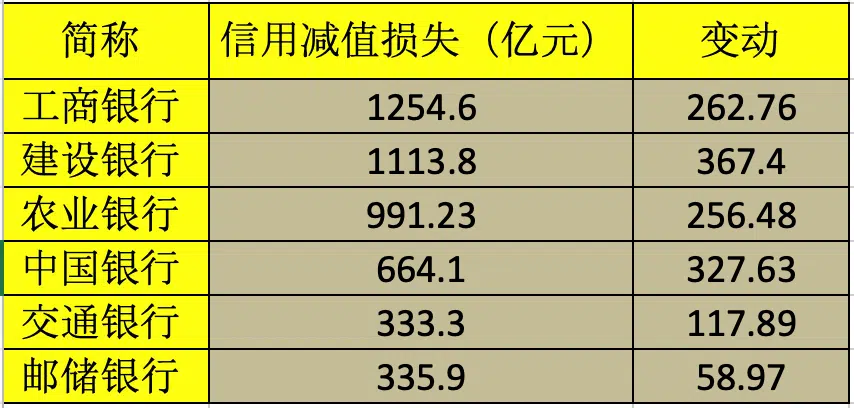 简称 信用减值损失（亿元） 变动
工商银行 1254.6 262.76
建设银行 1113.8 367.4
农业银行 991.23 256.48
中国银行 664.1 327.63
交通银行 333.3 117.89
邮储银行 335.9 58.97